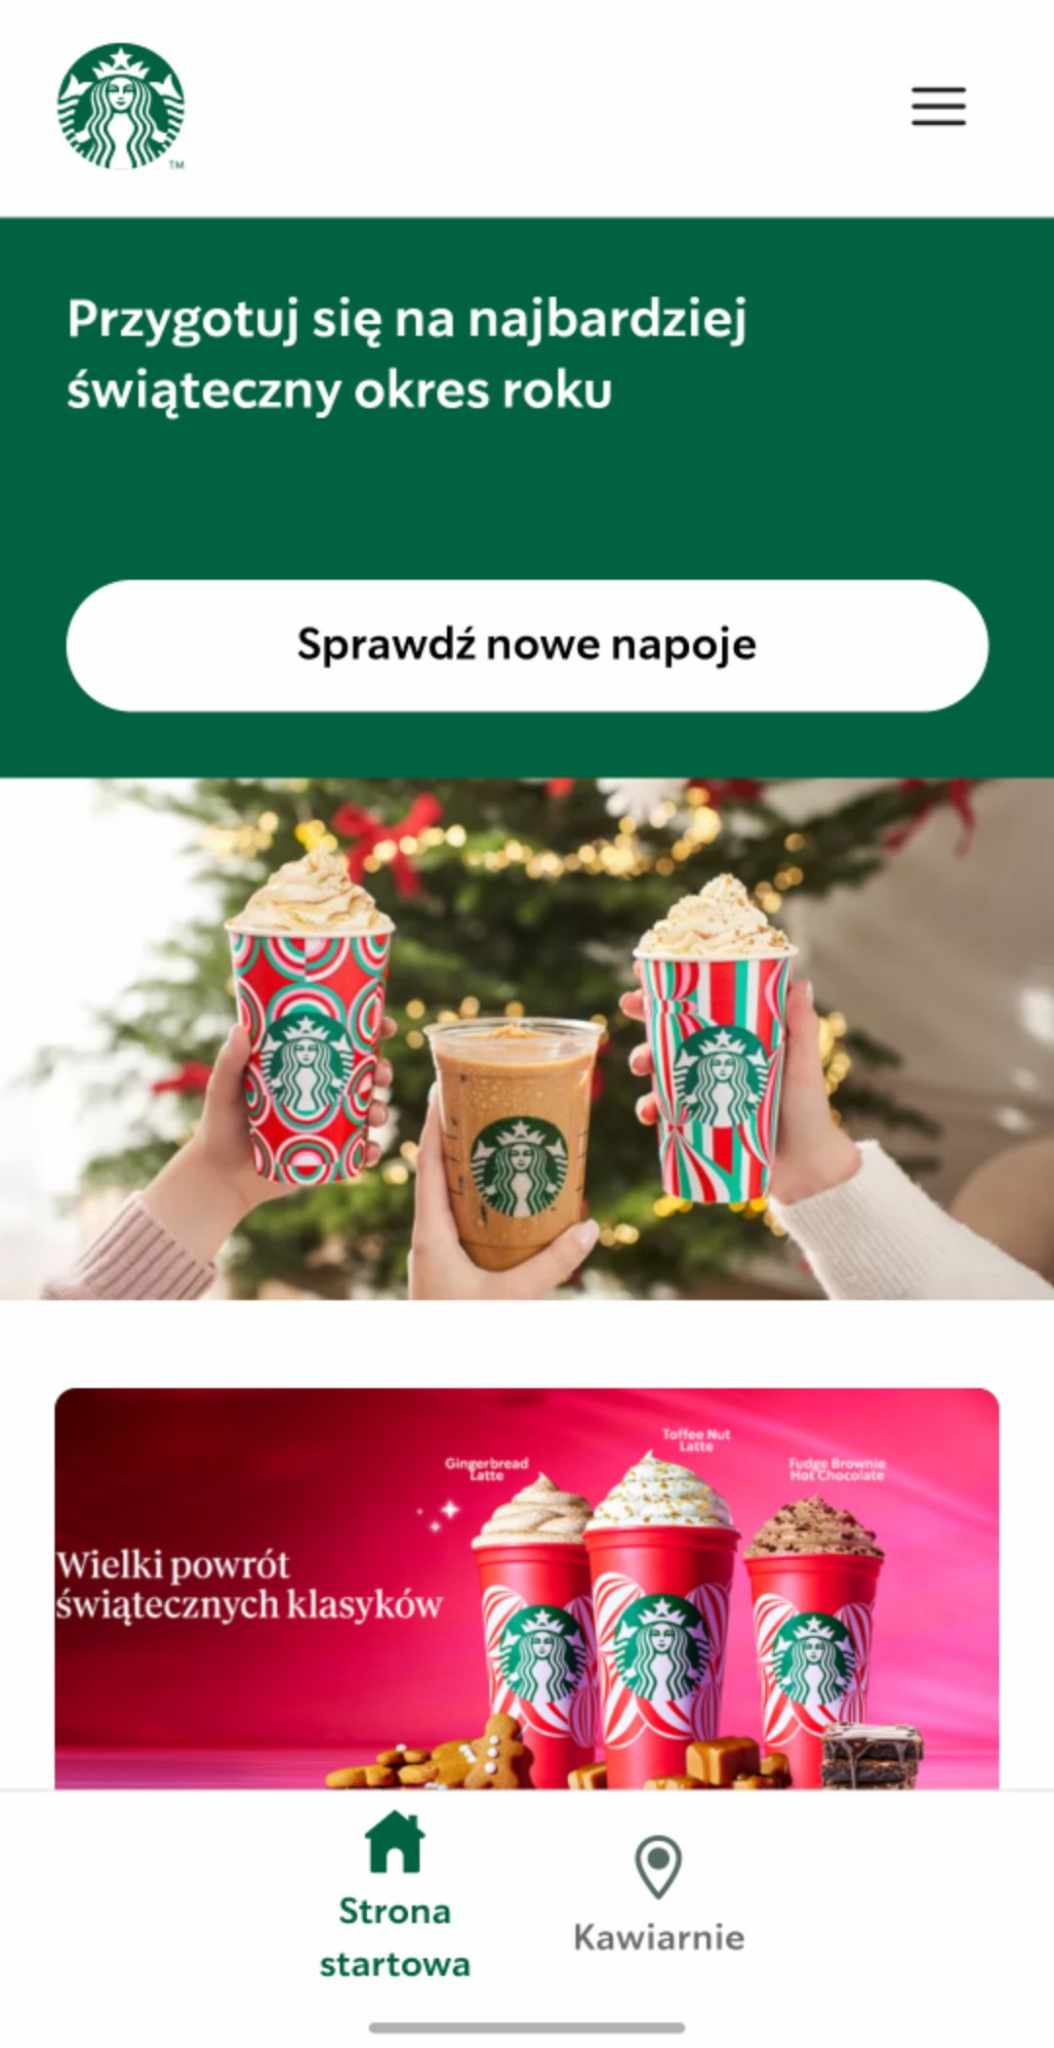 TM
Przygotuj się na najbardziej
świąteczny okres roku
Sprawdź nowe napoje
Gingerbread
Latte
Toffee Nut
Latte
Fudge Brownie
Hot Chocolate
Wielki powrót
świątecznych klasyków
Strona
startowa
Kawiarnie